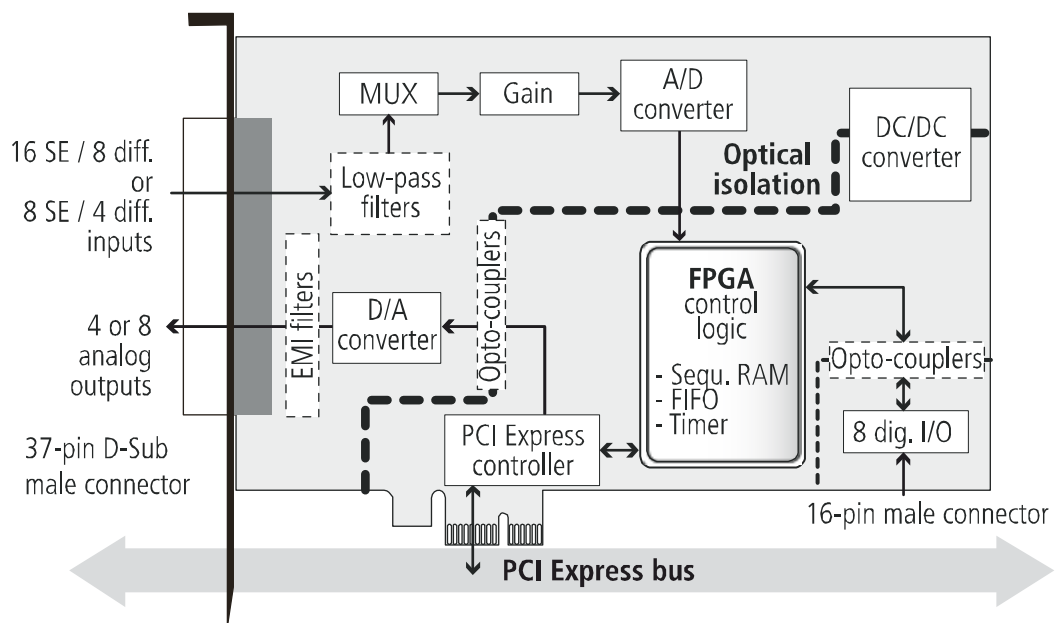 MUX
Gain
A/D
converter
DC/DC
converter
16 SE / 8 diff.
or
8 SE / 4 diff.
inputs
Low-pass
filters
Optical
isolation
4 or 8
analog
outputs
EMI filters
D/A
converter
Opto-couplers
FPGA
control
logic
- Sequ. RAM
- FIFO
- Timer
Opto-couplers
8 dig. I/O
37-pin D-Sub
male connector
PCI Express
controller
16-pin male connector
PCI Express bus